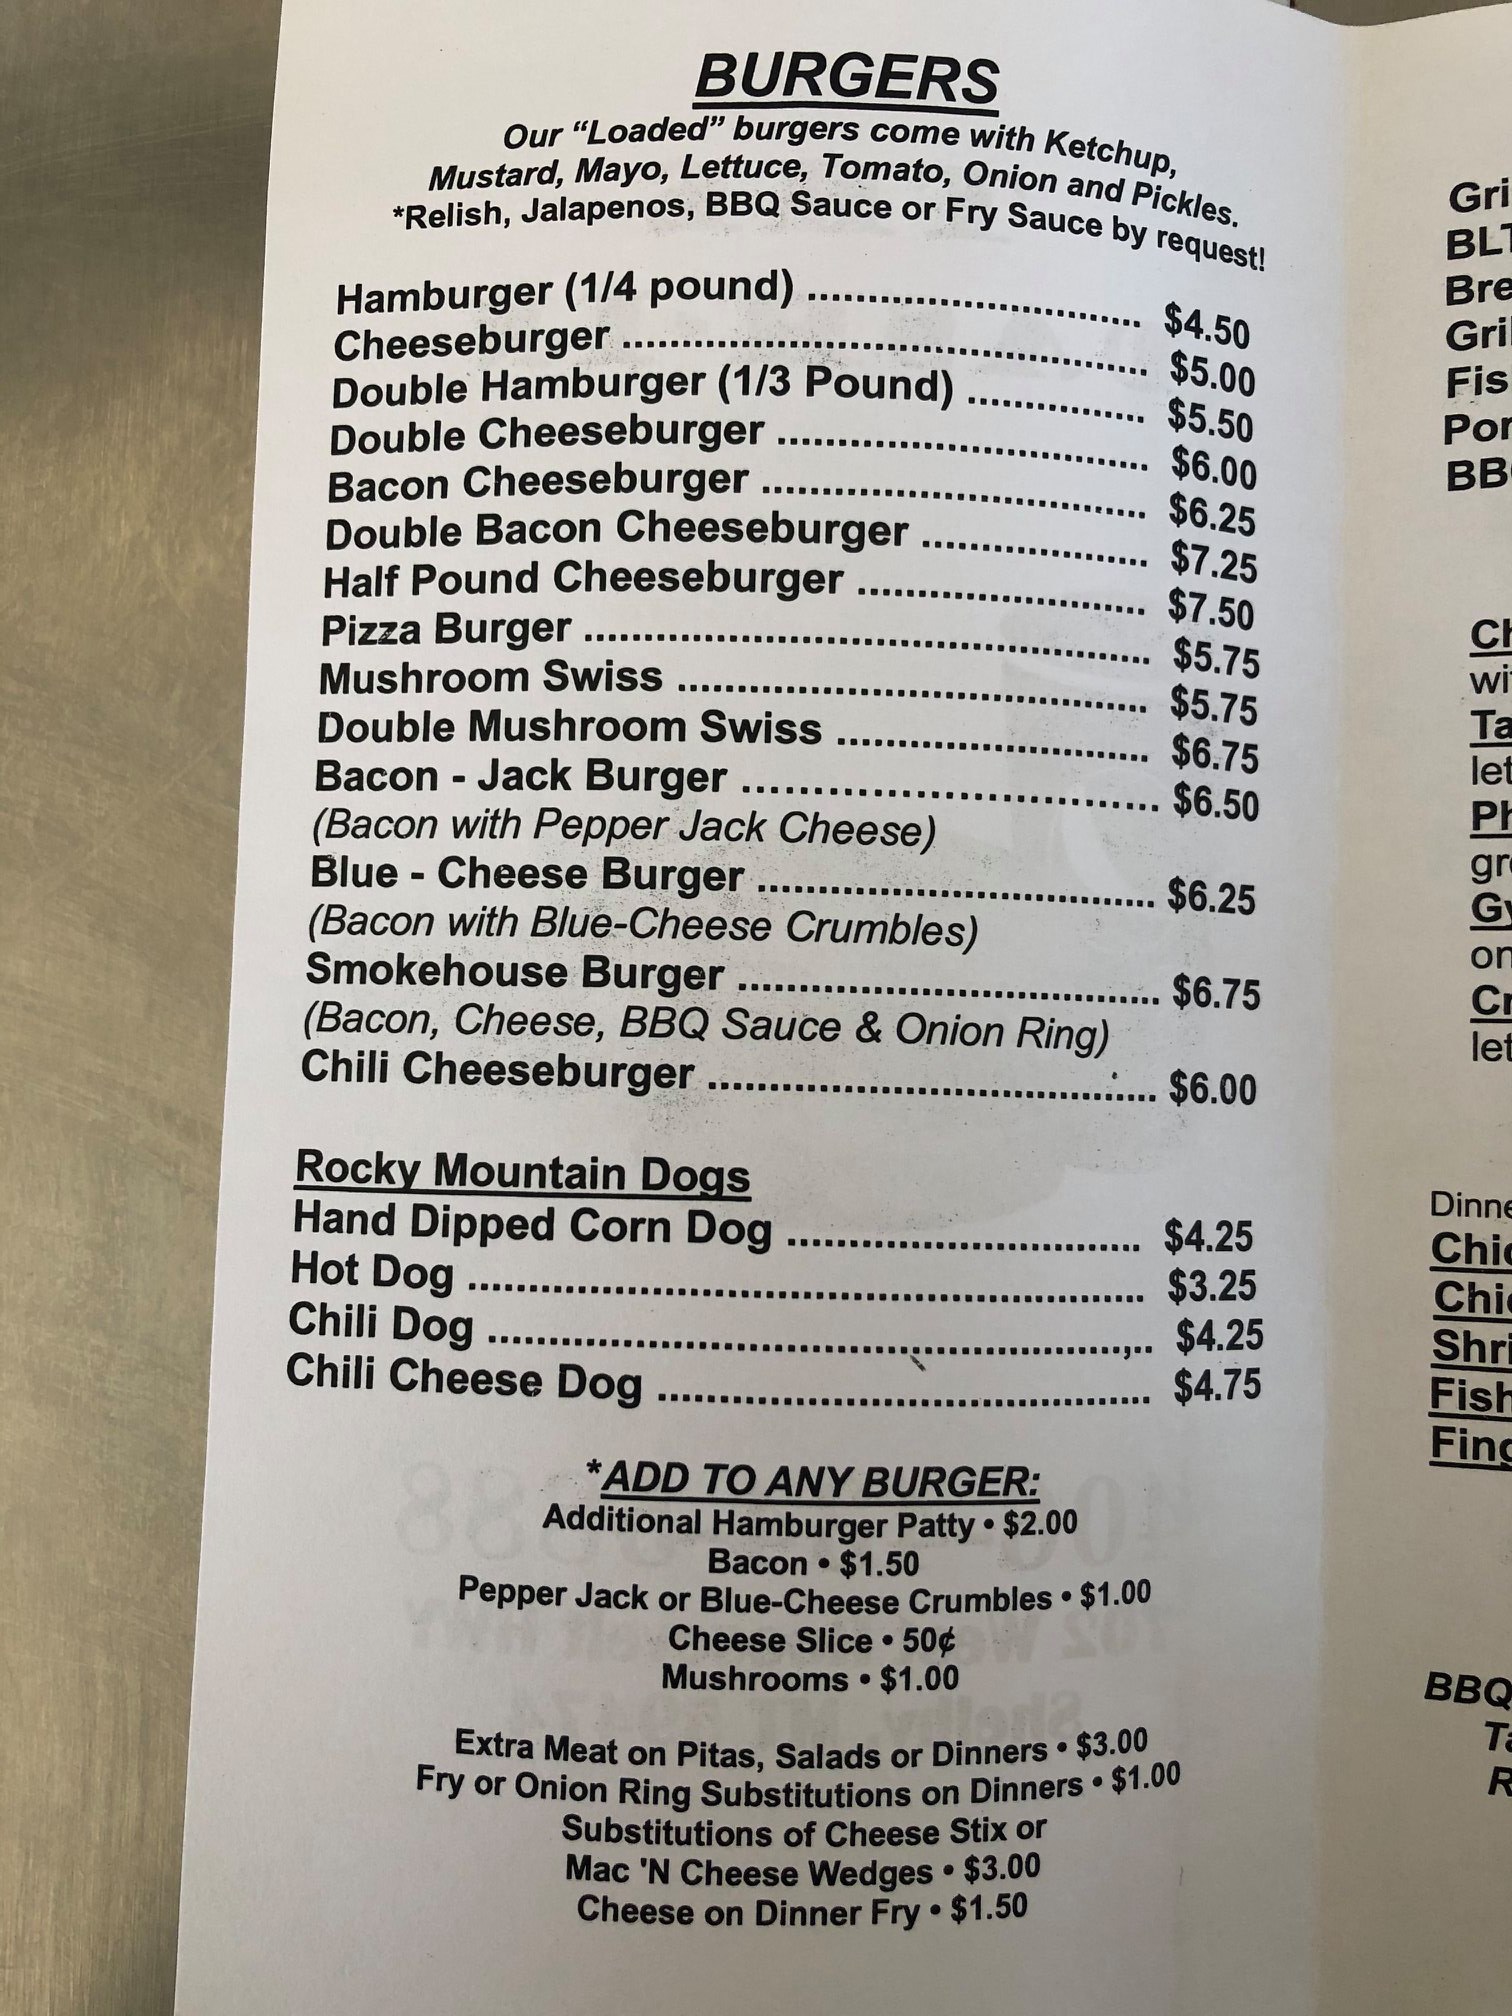 BURGERS
Our “Loaded” burgers come with Ketchup,
Mustard, Mayo, Lettuce, Tomato, Onion and Pickles.
*Relish, Jalapenos, BBQ Sauce or Fry Sauce by request!
Hamburger (1/4 pound) ............................ $4.50
Cheeseburger ............................................ $5.00
Double Hamburger (1/3 Pound) ............... $5.50
Double Cheeseburger ............................... $6.00
Bacon Cheeseburger ................................ $6.25
Double Bacon Cheeseburger ................... $7.25
Half Pound Cheeseburger ........................ $7.50
Pizza Burger ............................................... $5.75
Mushroom Swiss ....................................... $5.75
Double Mushroom Swiss .......................... $6.75
Bacon - Jack Burger .................................. $6.50
(Bacon with Pepper Jack Cheese)
Blue - Cheese Burger ................................. $6.25
(Bacon with Blue-Cheese Crumbles)
Smokehouse Burger ................................... $6.75
(Bacon, Cheese, BBQ Sauce & Onion Ring)
Chili Cheeseburger ..................................... $6.00
Rocky Mountain Dogs
Hand Dipped Corn Dog ............................. $4.25
Hot Dog ........................................................ $3.25
Chili Dog ....................................................,.. $4.25
Chili Cheese Dog ......................................... $4.75
*ADD TO ANY BURGER:
Additional Hamburger Patty • $2.00
Bacon • $1.50
Pepper Jack or Blue-Cheese Crumbles • $1.00
Cheese Slice • 50¢
Mushrooms • $1.00
Extra Meat on Pitas, Salads or Dinners • $3.00
Fry or Onion Ring Substitutions on Dinners • $1.00
Substitutions of Cheese Stix or
Mac 'N Cheese Wedges • $3.00
Cheese on Dinner Fry • $1.50
BBQ